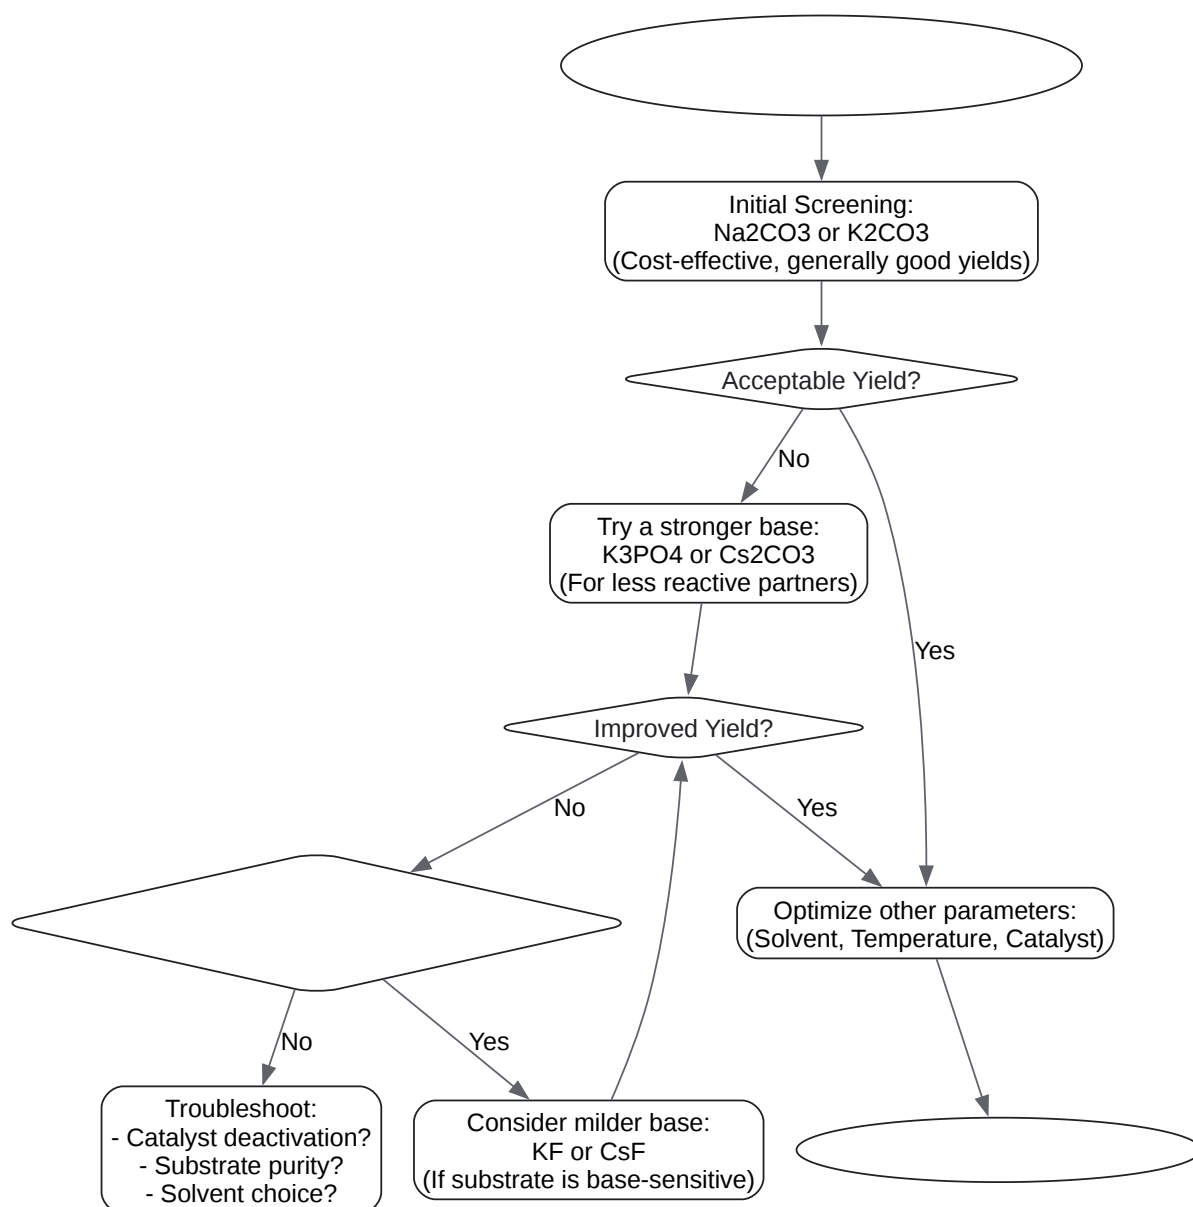 Initial Screening:
Na2CO3 or K2CO3
(Cost-effective, generally good yields)
Acceptable Yield?
No
Try a stronger base:
K3PO4 or Cs2CO3
(For less reactive partners)
Yes
Improved Yield?
No
Yes
Optimize other parameters:
(Solvent, Temperature, Catalyst)
No
Yes
Troubleshoot:
- Catalyst deactivation?
- Substrate purity?
- Solvent choice?
Consider milder base:
KF or CsF
(If substrate is base-sensitive)